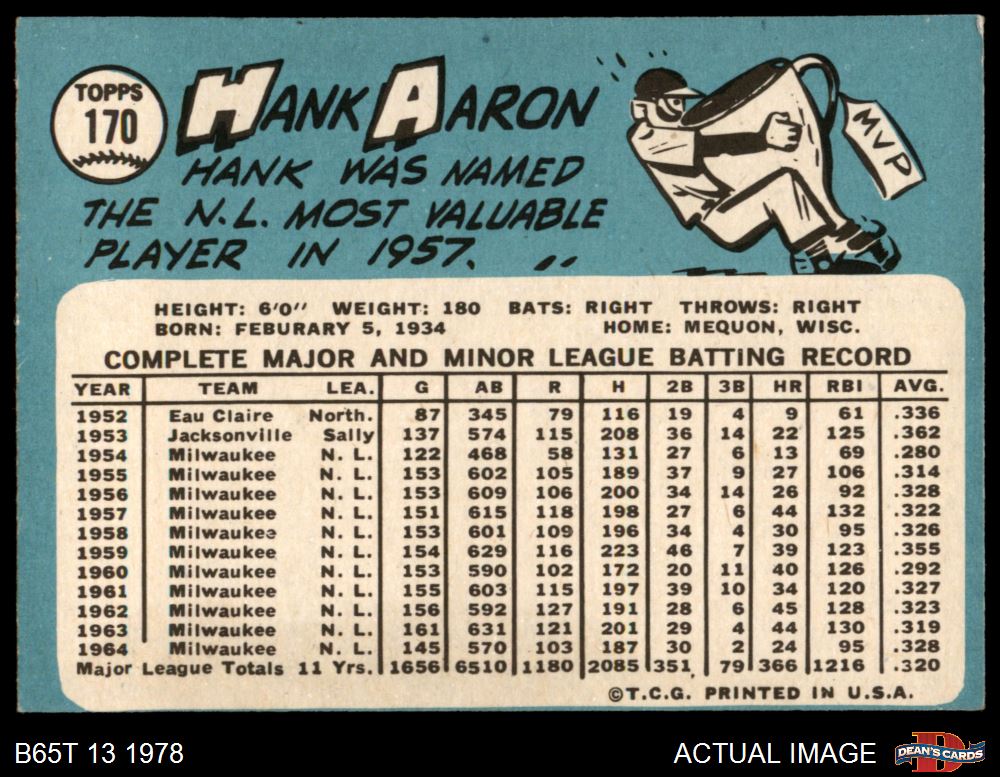 TOPPS
170
HANK AARON
HANK WAS NAMED
THE N.L. MOST VALUABLE
PLAYER IN 1957.
MVP
HEIGHT: 6'0" WEIGHT: 180 BATS: RIGHT THROWS: RIGHT
BORN: FEBURARY 5, 1934 HOME: MEQUON, WISC.
COMPLETE MAJOR AND MINOR LEAGUE BATTING RECORD
YEAR TEAM LEA. G AB R H 2B 3B HR RBI AVG.
1952 Eau Claire North. 87 345 79 116 19 4 9 61 .336
1953 Jacksonville Sally 137 574 115 208 36 14 22 125 .362
1954 Milwaukee N. L. 122 468 58 131 27 6 13 69 .280
1955 Milwaukee N. L. 153 602 105 189 37 9 27 106 .314
1956 Milwaukee N. L. 153 609 106 200 34 14 26 92 .328
1957 Milwaukee N. L. 151 615 118 198 27 6 44 132 .322
1958 Milwaukee N. L. 153 601 109 196 34 4 30 95 .326
1959 Milwaukee N. L. 154 629 116 223 46 7 39 123 .355
1960 Milwaukee N. L. 153 590 102 172 20 11 40 126 .292
1961 Milwaukee N. L. 155 603 115 197 39 10 34 120 .327
1962 Milwaukee N. L. 156 592 127 191 28 6 45 128 .323
1963 Milwaukee N. L. 161 631 121 201 29 4 44 130 .319
1964 Milwaukee N. L. 145 570 103 187 30 2 24 95 .328
Major League Totals 11 Yrs. 1656 6510 1180 2085 351 79 366 1216 .320
©T.C.G. PRINTED IN U.S.A.
B65T 13 1978
ACTUAL IMAGE
D
DEAN'S CARDS